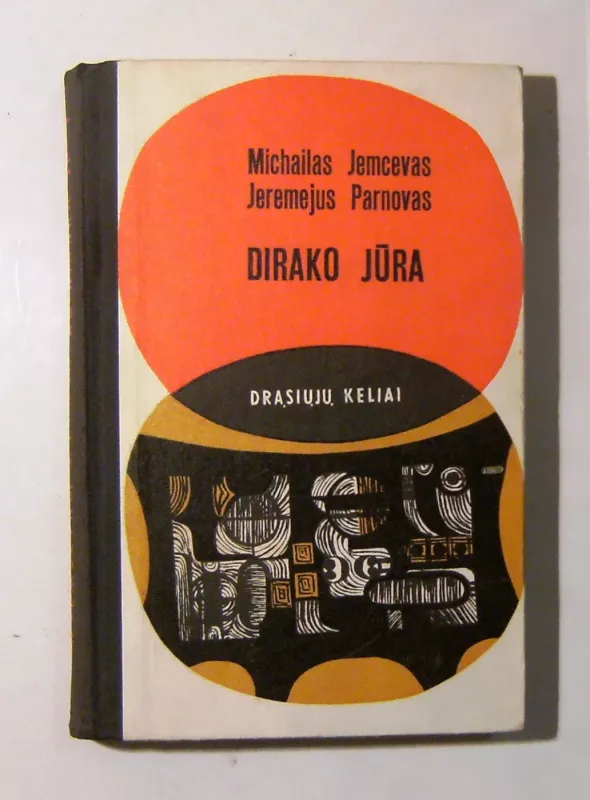 Michailas Jemcevas
Jeremejus Parnovas
DIRAKO JŪRA
DRĄSIŲJŲ KELIAI